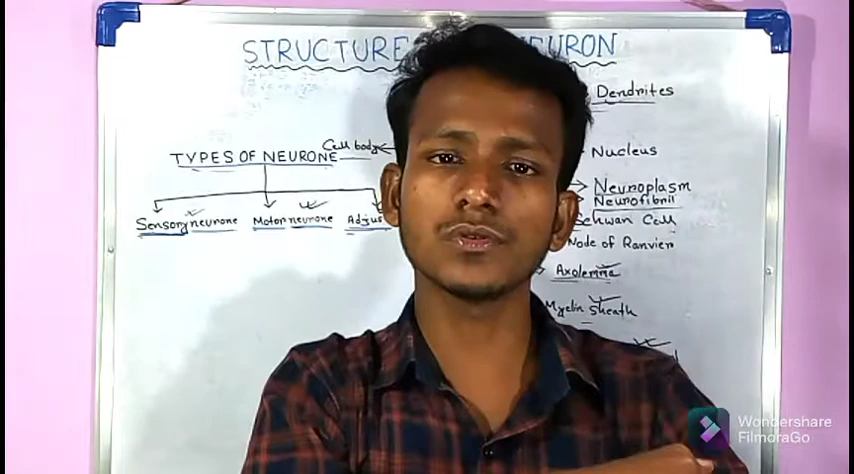 STRUCTURE NEURON
Dendrites
Cell body
TYPES OF NEURONE
Nucleus
Neuroplasm
Neurofibril
Sensory neurone Motor neurone
Schwan Cell
Node of Ranvier
Axolemma
Myelin Sheath
Wondershare
FilmoraGo